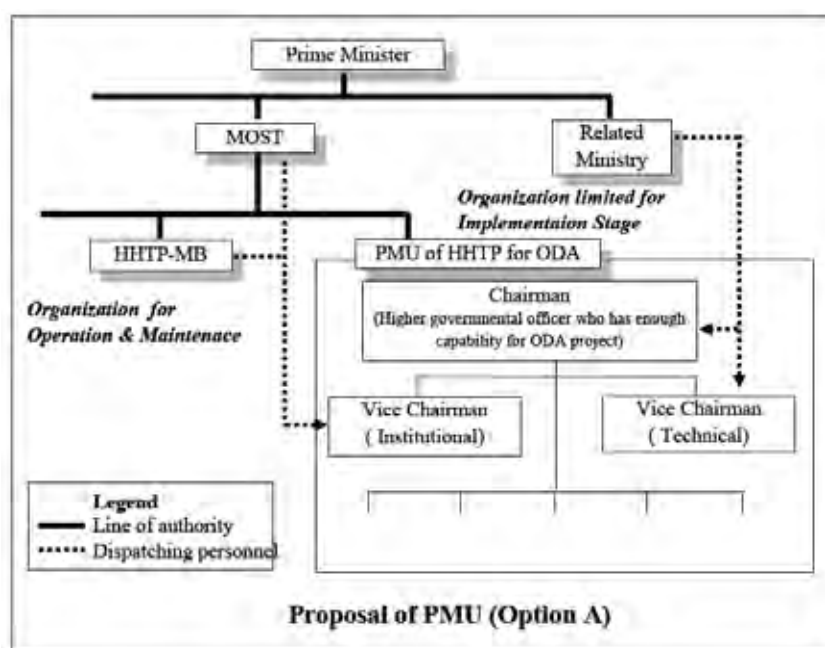 Prime Minister
MOST
Related
Ministry
Organization limited for
Implementaion Stage
HHTP-MB
PMU of HHTP for ODA
Organization for
Operation & Maintenace
Chairman
(Higher governmental officer who has enough
capability for ODA project)
Vice Chairman
( Institutional)
Vice Chairman
( Technical)
Legend
Line of authority
Dispatching personnel
Proposal of PMU (Option A)